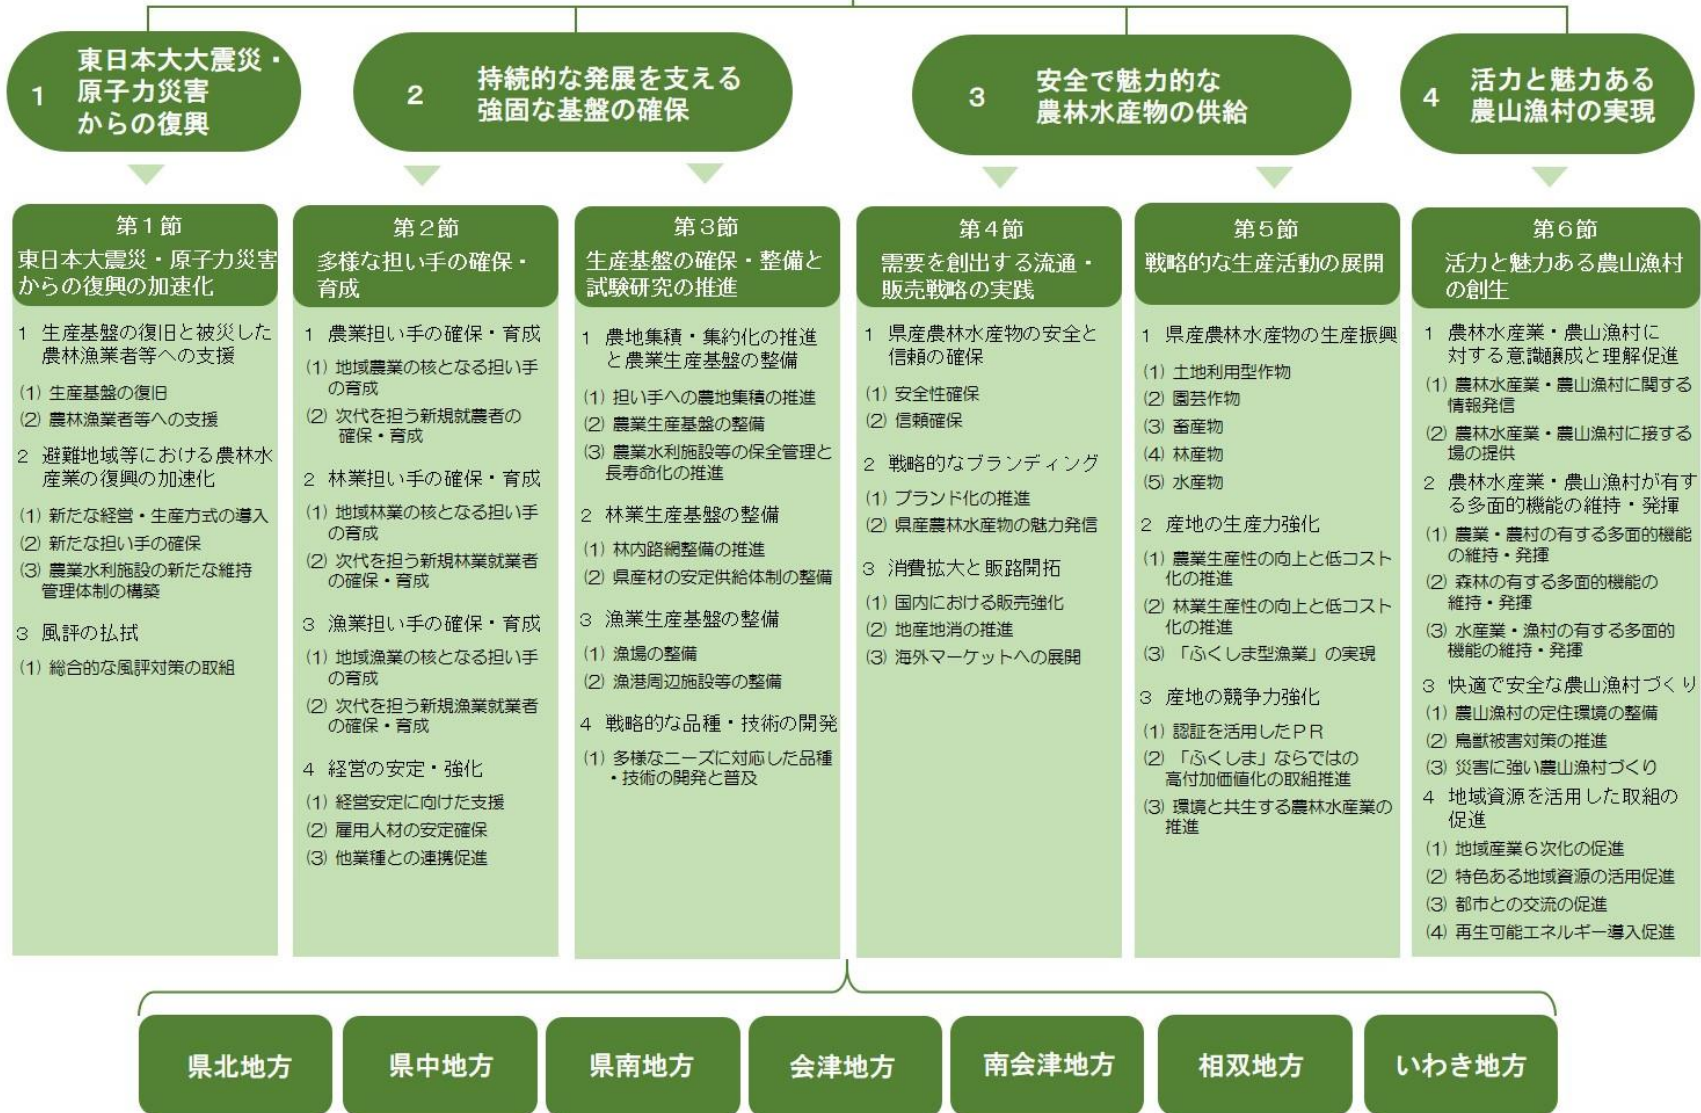 1
東日本大大震災・
原子力災害
からの復興
2
持続的な発展を支える
強固な基盤の確保
3
安全で魅力的な
農林水産物の供給
4
活力と魅力ある
農山漁村の実現
第1節
東日本大震災・原子力災害
からの復興の加速化
1 生産基盤の復旧と被災した
農林漁業者等への支援
(1) 生産基盤の復旧
(2) 農林漁業者等への支援
2 避難地域等における農林水
産業の復興の加速化
(1) 新たな経営・生産方式の導入
(2) 新たな担い手の確保
(3) 農業水利施設の新たな維持
管理体制の構築
3 風評の払拭
(1) 総合的な風評対策の取組
第2節
多様な担い手の確保・
育成
1 農業担い手の確保・育成
(1) 地域農業の核となる担い手
の育成
(2) 次代を担う新規就農者の
確保・育成
2 林業担い手の確保・育成
(1) 地域林業の核となる担い手
の育成
(2) 次代を担う新規林業就業者
の確保・育成
3 漁業担い手の確保・育成
(1) 地域漁業の核となる担い手
の育成
(2) 次代を担う新規漁業就業者
の確保・育成
4 経営の安定・強化
(1) 経営安定に向けた支援
(2) 雇用人材の安定確保
(3) 他業種との連携促進
第3節
生産基盤の確保・整備と
試験研究の推進
1 農地集積・集約化の推進
と農業生産基盤の整備
(1) 担い手への農地集積の推進
(2) 農業生産基盤の整備
(3) 農業水利施設等の保全管理と
長寿命化の推進
2 林業生産基盤の整備
(1) 林内路網整備の推進
(2) 県産材の安定供給体制の整備
3 漁業生産基盤の整備
(1) 漁場の整備
(2) 漁港周辺施設等の整備
4 戦略的な品種・技術の開発
(1) 多様なニーズに対応した品種
・技術の開発と普及
第4節
需要を創出する流通・
販売戦略の実践
1 県産農林水産物の安全と
信頼の確保
(1) 安全性確保
(2) 信頼確保
2 戦略的なブランディング
(1) ブランド化の推進
(2) 県産農林水産物の魅力発信
3 消費拡大と販路開拓
(1) 国内における販売強化
(2) 地産地消の推進
(3) 海外マーケットへの展開
第5節
戦略的な生産活動の展開
1 県産農林水産物の生産振興
(1) 土地利用型作物
(2) 園芸作物
(3) 畜産物
(4) 林産物
(5) 水産物
2 産地の生産力強化
(1) 農業生産性の向上と低コスト
化の推進
(2) 林業生産性の向上と低コスト
化の推進
(3) 「ふくしま型漁業」の実現
3 産地の競争力強化
(1) 認証を活用したPR
(2) 「ふくしま」ならではの
高付加価値化の取組推進
(3) 環境と共生する農林水産業の
推進
第6節
活力と魅力ある農山漁村
の創生
1 農林水産業・農山漁村に
対する意識醸成と理解促進
(1) 農林水産業・農山漁村に関する
情報発信
(2) 農林水産業・農山漁村に接する
場の提供
2 農林水産業・農山漁村が有す
る多面的機能の維持・発揮
(1) 農業・農村の有する多面的機能
の維持・発揮
(2) 森林の有する多面的機能の
維持・発揮
(3) 水産業・漁村の有する多面的
機能の維持・発揮
3 快適で安全な農山漁村づくり
(1) 農山漁村の定住環境の整備
(2) 鳥獣被害対策の推進
(3) 災害に強い農山漁村づくり
4 地域資源を活用した取組の
促進
(1) 地域産業6次化の促進
(2) 特色ある地域資源の活用促進
(3) 都市との交流の促進
(4) 再生可能エネルギー導入促進
県北地方
県中地方
県南地方
会津地方
南会津地方
相双地方
いわき地方